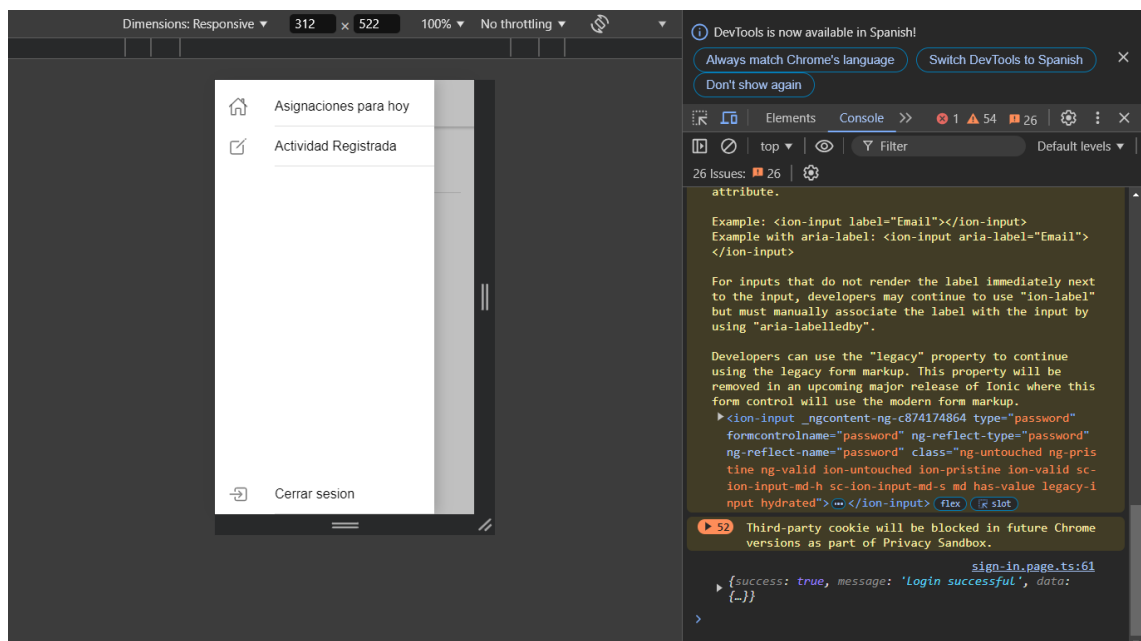 Dimensions: Responsive ▼ 312 × 522 100% ▼ No throttling ▼
Asignaciones para hoy
Actividad Registrada
Cerrar sesion
DevTools is now available in Spanish!
Always match Chrome's language Switch DevTools to Spanish
Don't show again
Elements Console >> 1 54 26
top ▼ Filter Default levels ▼
26 Issues: 26
attribute.
Example: <ion-input label="Email"></ion-input>
Example with aria-label: <ion-input aria-label="Email">
</ion-input>
For inputs that do not render the label immediately next
to the input, developers may continue to use "ion-label"
but must manually associate the label with the input by
using "aria-labelledby".
Developers can use the "legacy" property to continue
using the legacy form markup. This property will be
removed in an upcoming major release of Ionic where this
form control will use the modern form markup.
<ion-input _ngcontent-ng-c874174864 type="password"
formcontrolname="password" ng-reflect-type="password"
ng-reflect-name="password" class="ng-untouched ng-pris
tine ng-valid ion-untouched ion-pristine ion-valid sc-
ion-input-md-h sc-ion-input-md-s md has-value legacy-i
nput hydrated">…</ion-input> flex slot
52 Third-party cookie will be blocked in future Chrome
versions as part of Privacy Sandbox.
sign-in.page.ts:61
{success: true, message: 'Login successful', data:
{…}}